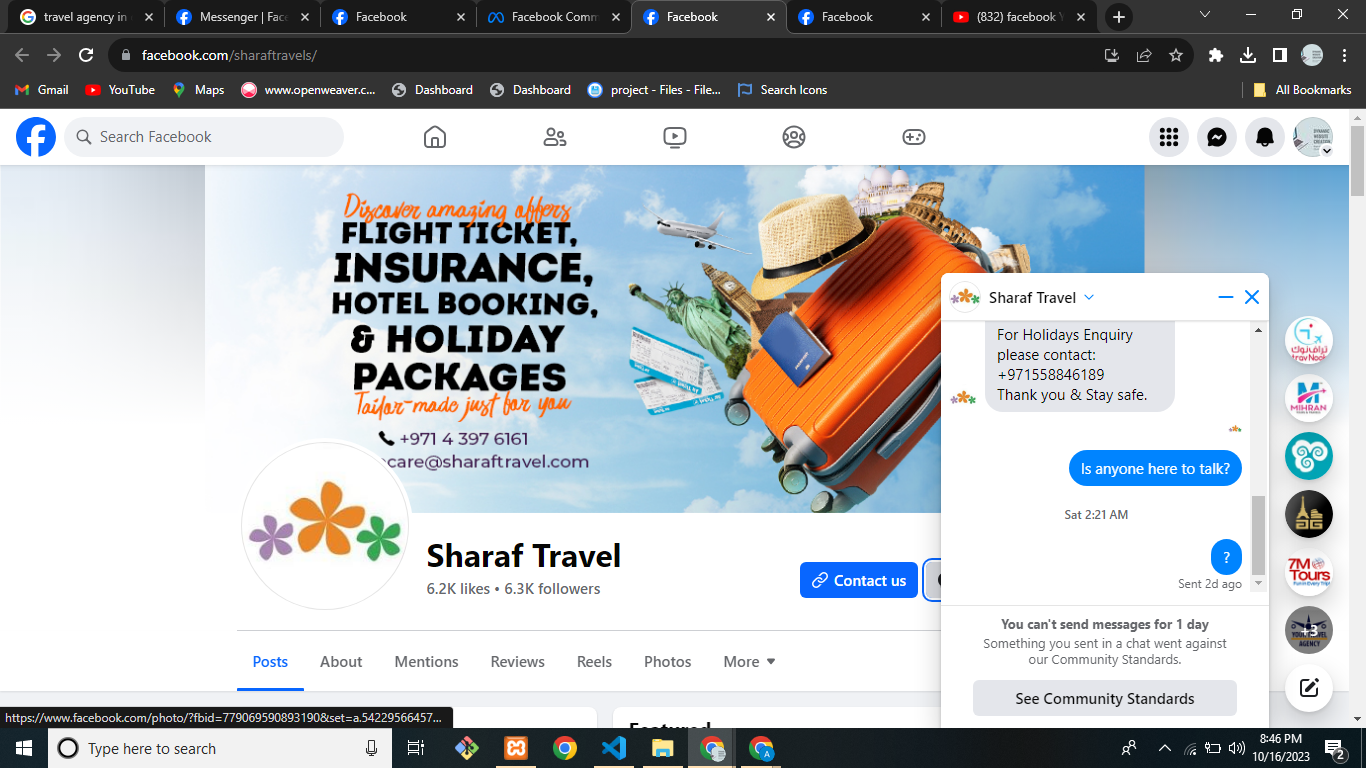 travel agency in
Messenger | Face
Facebook
Facebook Comm
Facebook
Facebook
(832) facebook
facebook.com/sharaftravels/
Gmail
YouTube
Maps
www.openweaver.c...
Dashboard
Dashboard
project - Files - File...
Search Icons
All Bookmarks
Search Facebook
Discover amazing offers
FLIGHT TICKET,
INSURANCE,
HOTEL BOOKING,
& HOLIDAY
PACKAGES
Tailor-made just for you
+971 4 397 6161
care@sharaftravel.com
Sharaf Travel
6.2K likes • 6.3K followers
Contact us
Posts
About
Mentions
Reviews
Reels
Photos
More
Featured
Sharaf Travel
For Holidays Enquiry
please contact:
+971558846189
Thank you & Stay safe.
Is anyone here to talk?
Sat 2:21 AM
?
Sent 2d ago
You can't send messages for 1 day
Something you sent in a chat went against
our Community Standards.
See Community Standards
ترافنوك
MIHRAN
7M
Tours
+3
AGENCY
https://www.facebook.com/photo/?fbid=779069590893190&set=a.54229566457...
Type here to search
8:46 PM
10/16/2023
2